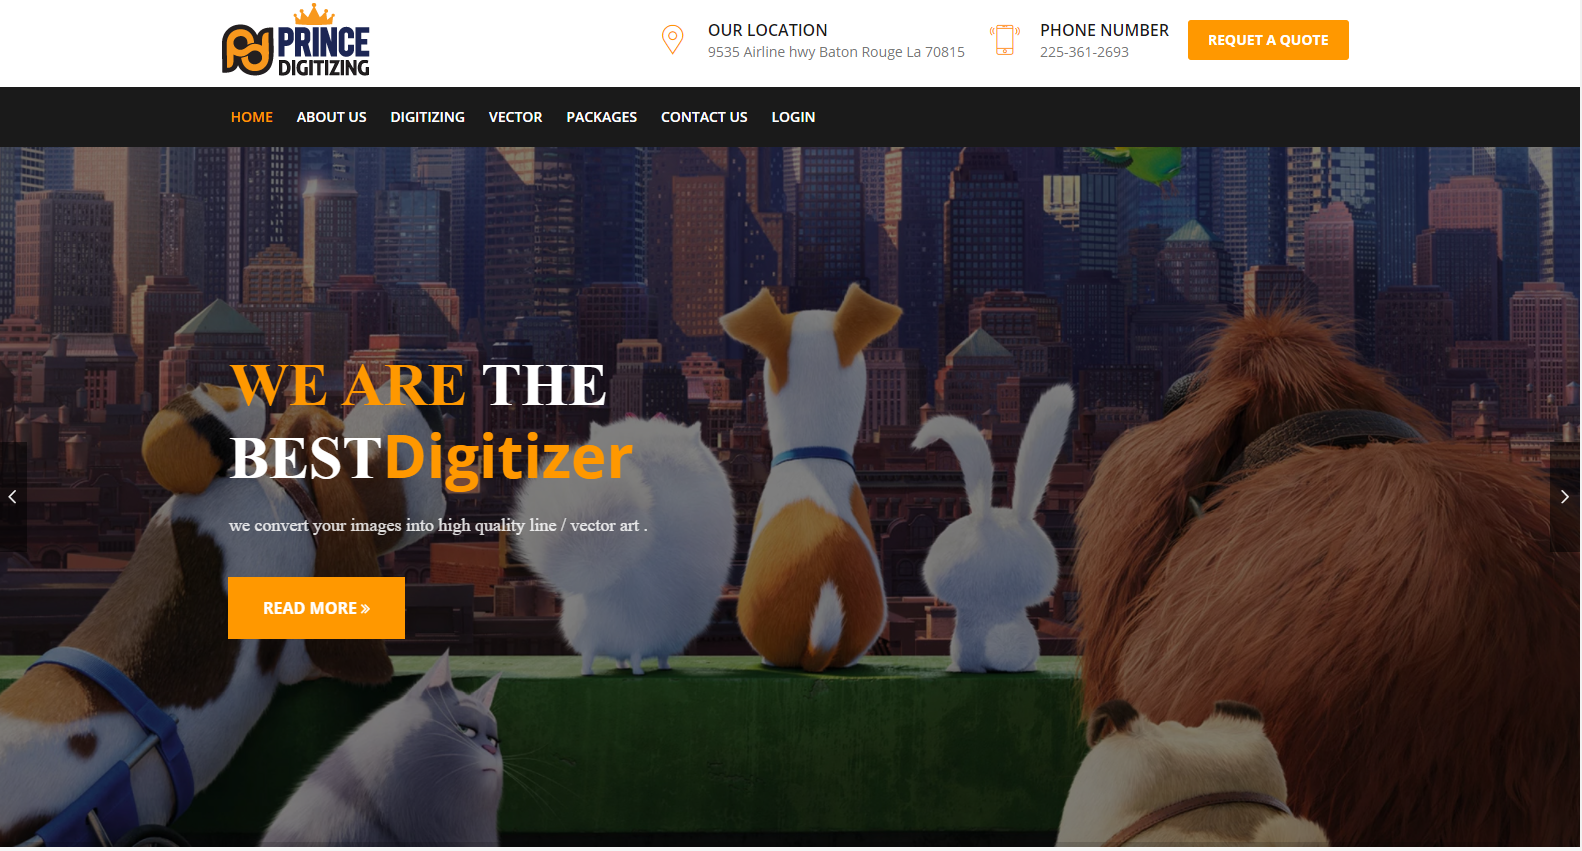 PRINCE
DIGITIZING
OUR LOCATION
9535 Airline hwy Baton Rouge La 70815
PHONE NUMBER
225-361-2693
REQUET A QUOTE
HOME ABOUT US DIGITIZING VECTOR PACKAGES CONTACT US LOGIN
WE ARE THE
BESTDigitizer
we convert your images into high quality line / vector art .
READ MORE »